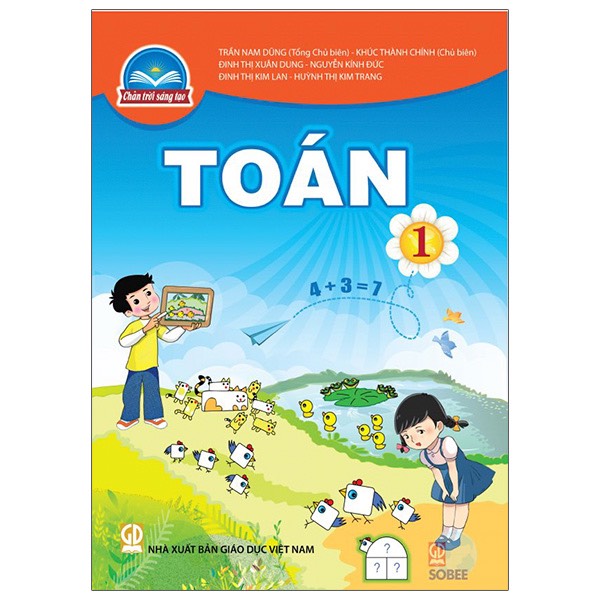 TRẦN NAM DŨNG (Tổng Chủ biên) - KHÚC THÀNH CHÍNH (Chủ biên)
ĐINH THỊ XUÂN DUNG - NGUYỄN KÍNH ĐỨC
ĐINH THỊ KIM LAN - HUỲNH THỊ KIM TRANG
Chân trời sáng tạo
TOÁN
1
4 + 3 = 7
?
? ?
GD
NHÀ XUẤT BẢN GIÁO DỤC VIỆT NAM
GD
SOBEE